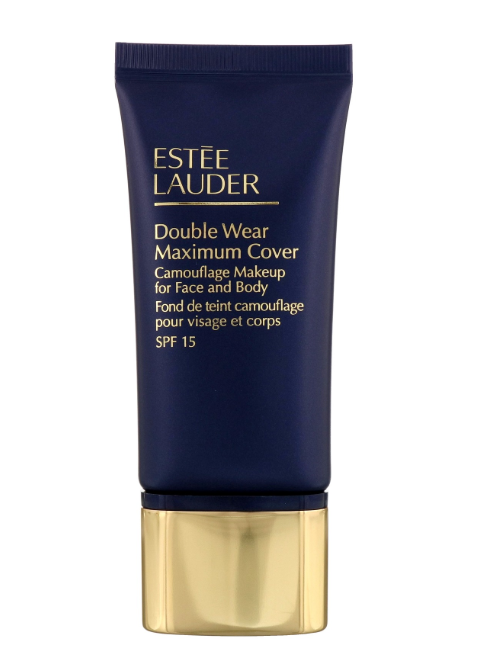 ESTĒE
LAUDER
Double Wear
Maximum Cover
Camouflage Makeup
for Face and Body
Fond de teint camouflage
pour visage et corps
SPF 15